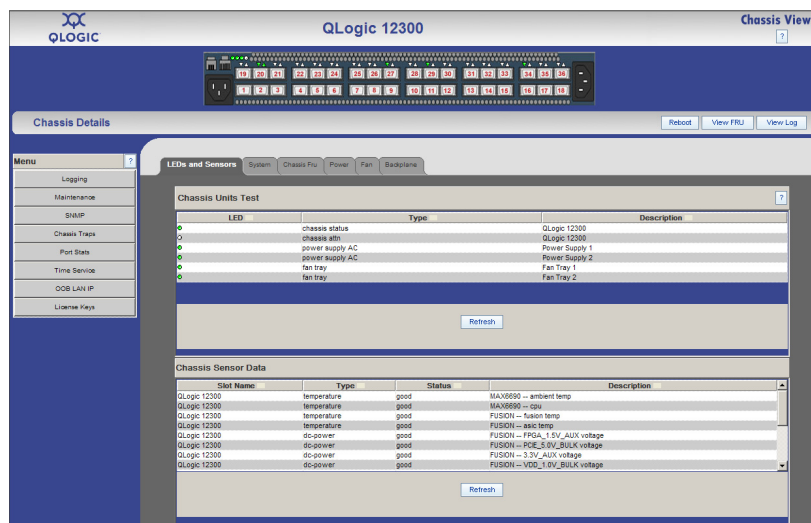 QLOGIC
QLogic 12300
Chassis View
?
19 20 21 22 23 24 25 26 27 28 29 30 31 32 33 34 35 36
1 2 3 4 5 6 7 8 9 10 11 12 13 14 15 16 17 18
Chassis Details
Reboot View FRU View Log
Menu ?
Logging
Maintenance
SNMP
Chassis Traps
Port Stats
Time Service
OOB LAN IP
License Keys
LEDs and Sensors System Chassis Fru Power Fan Backplane
Chassis Units Test ?
LED Type Description
chassis status QLogic 12300
chassis attn QLogic 12300
power supply AC Power Supply 1
power supply AC Power Supply 2
fan tray Fan Tray 1
fan tray Fan Tray 2
Refresh
Chassis Sensor Data
Slot Name Type Status Description
QLogic 12300 temperature good MAX6690 -- ambient temp
QLogic 12300 temperature good MAX6690 -- cpu
QLogic 12300 temperature good FUSION -- fusion temp
QLogic 12300 temperature good FUSION -- asic temp
QLogic 12300 dc-power good FUSION -- FPGA_1.5V_AUX voltage
QLogic 12300 dc-power good FUSION -- PCIE_5.0V_BULK voltage
QLogic 12300 dc-power good FUSION -- 3.3V_AUX voltage
QLogic 12300 dc-power good FUSION -- VDD_1.0V_BULK voltage
Refresh